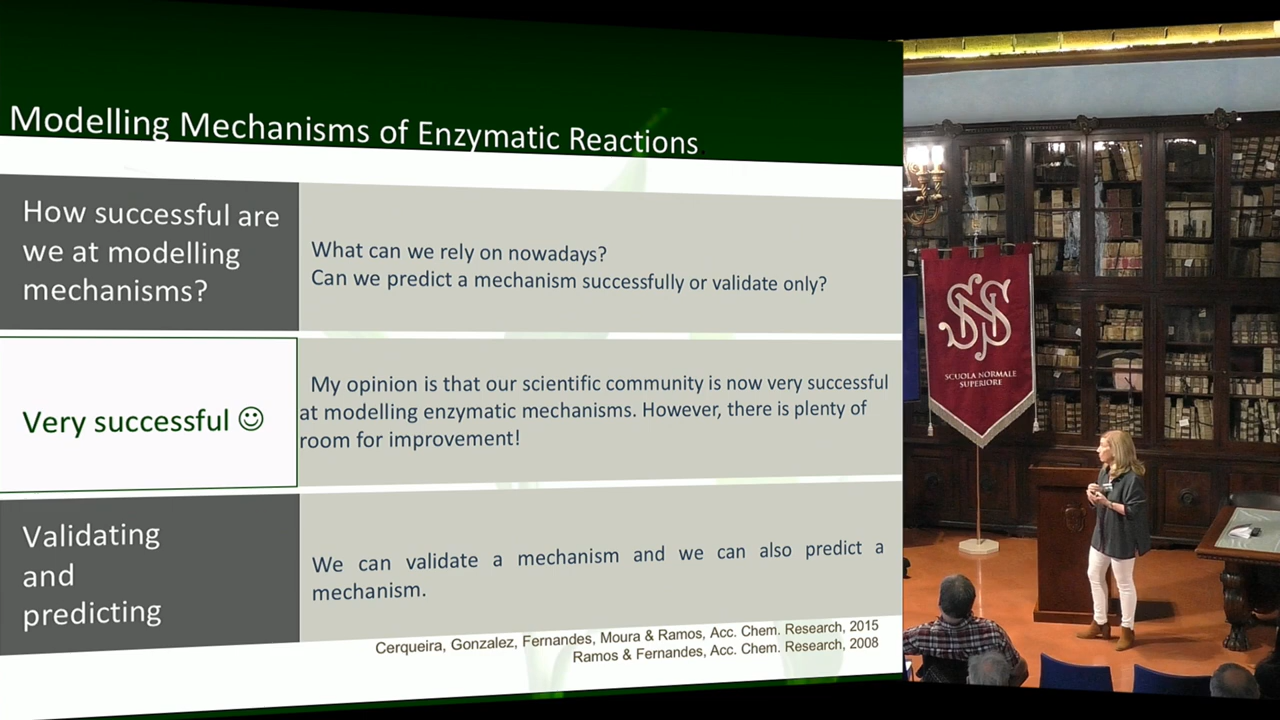 Modelling Mechanisms of Enzymatic Reactions
How successful are
we at modelling
mechanisms?
What can we rely on nowadays?
Can we predict a mechanism successfully or validate only?
Very successful ☺
My opinion is that our scientific community is now very successful
at modelling enzymatic mechanisms. However, there is plenty of
room for improvement!
Validating
and
predicting
We can validate a mechanism and we can also predict a
mechanism.
Cerqueira, Gonzalez, Fernandes, Moura & Ramos, Acc. Chem. Research, 2015
Ramos & Fernandes, Acc. Chem. Research, 2008
SNS
SCUOLA NORMALE
SUPERIORE